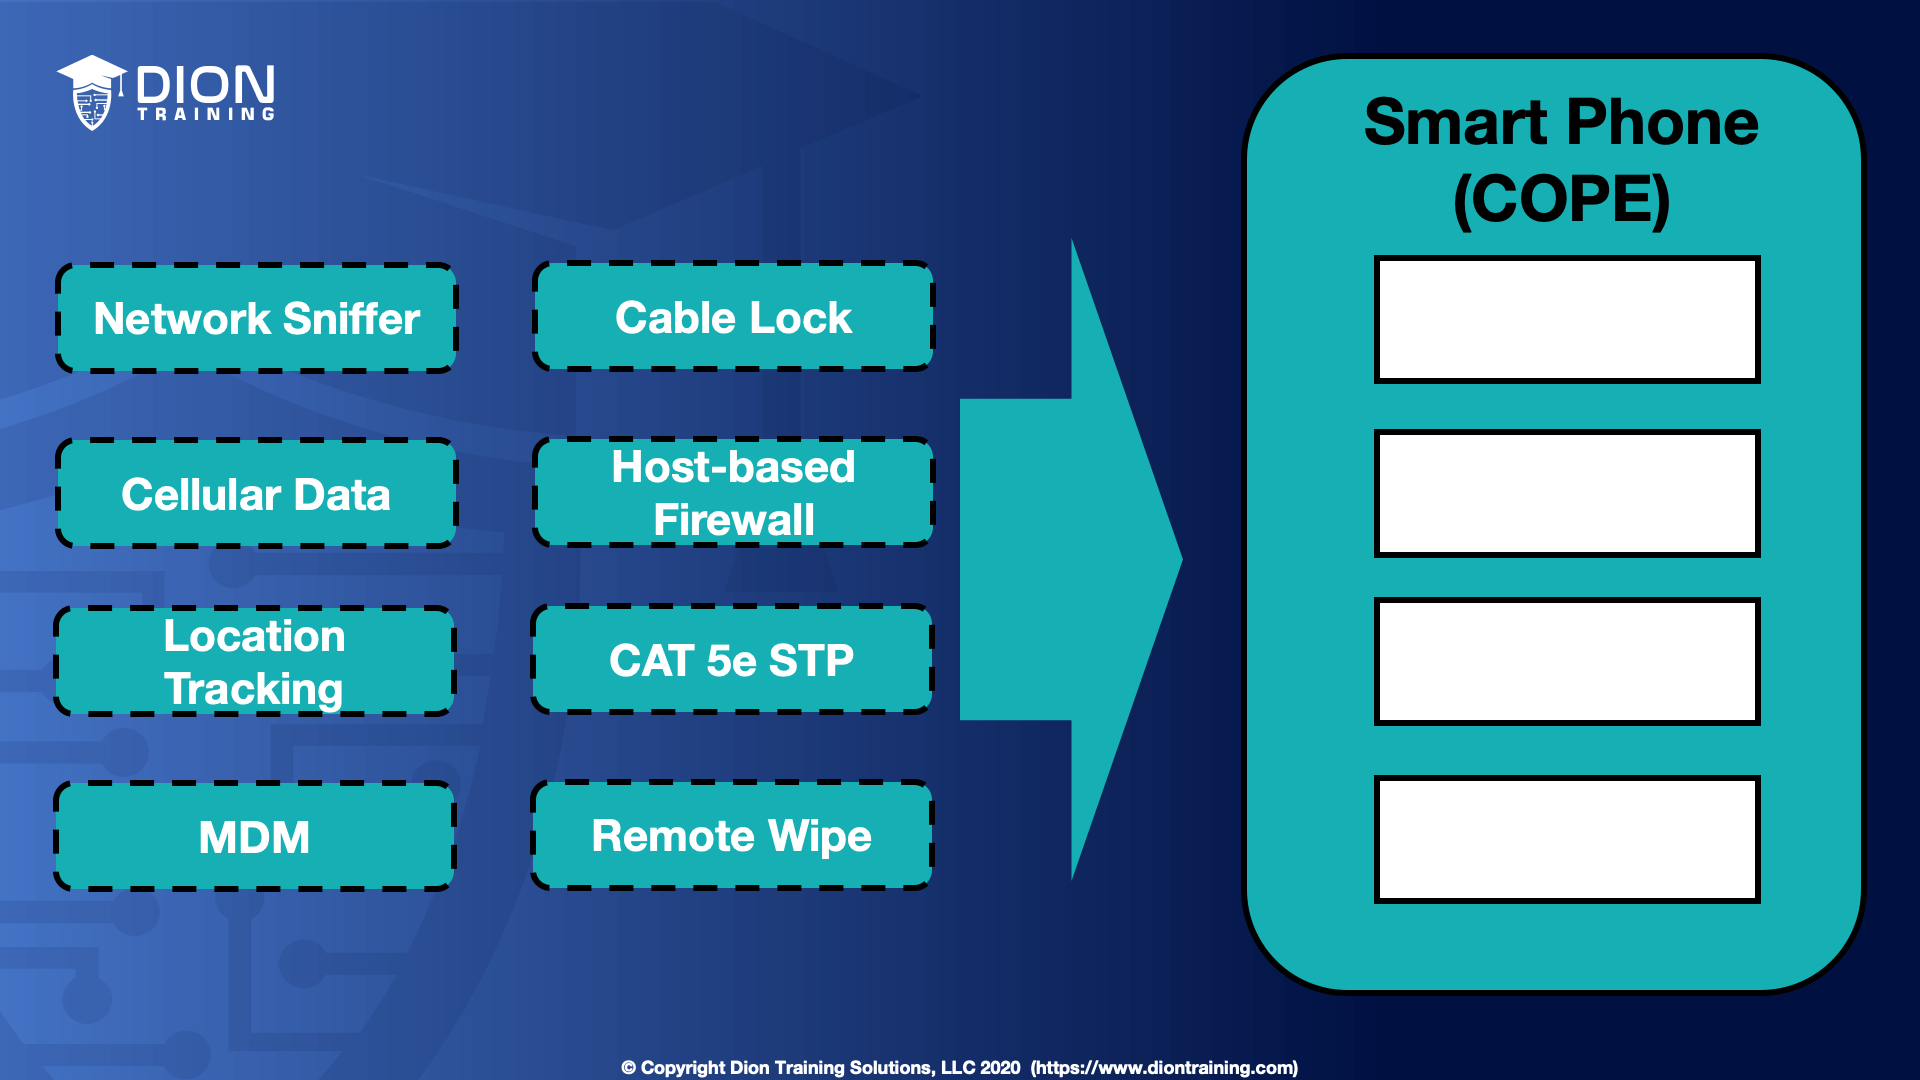 DION
TRAINING
Smart Phone
(COPE)
Network Sniffer
Cable Lock
Cellular Data
Host-based
Firewall
Location
Tracking
CAT 5e STP
MDM
Remote Wipe
© Copyright Dion Training Solutions, LLC 2020 (https://www.diontraining.com)